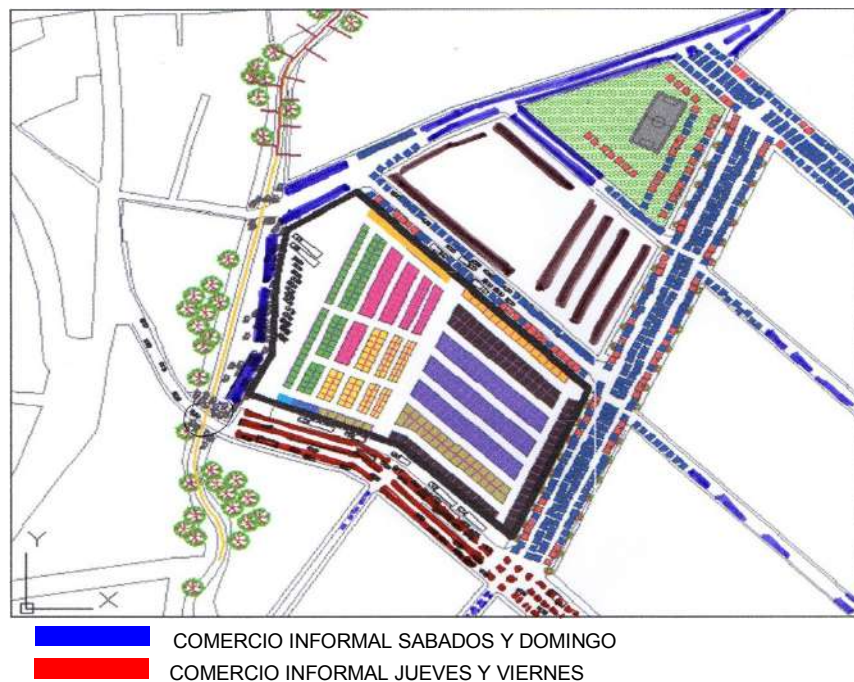 Y
X
COMERCIO INFORMAL SABADOS Y DOMINGO
COMERCIO INFORMAL JUEVES Y VIERNES